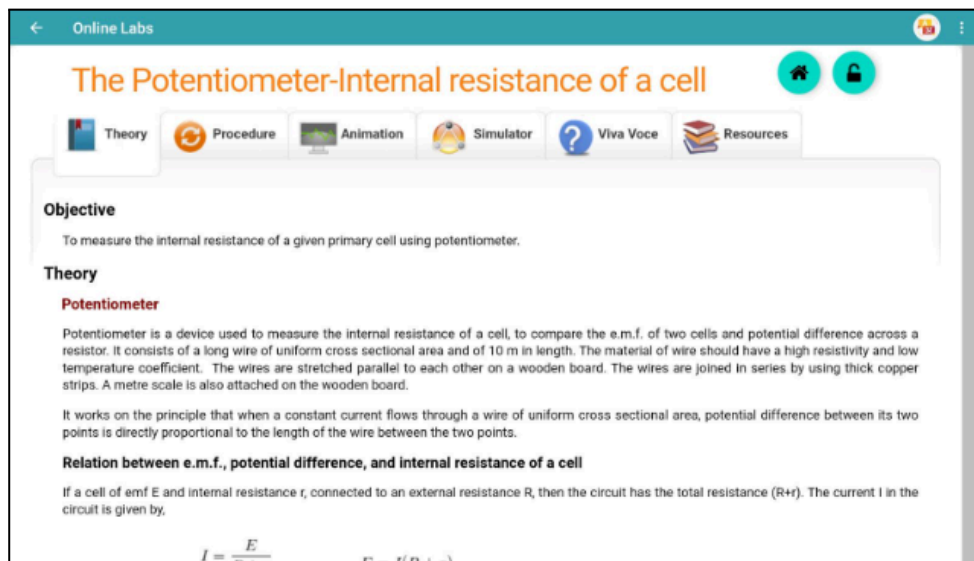 Online Labs
The Potentiometer-Internal resistance of a cell
Theory Procedure Animation Simulator Viva Voce Resources
Objective
To measure the internal resistance of a given primary cell using potentiometer.
Theory
Potentiometer
Potentiometer is a device used to measure the internal resistance of a cell, to compare the e.m.f. of two cells and potential difference across a
resistor. It consists of a long wire of uniform cross sectional area and of 10 m in length. The material of wire should have a high resistivity and low
temperature coefficient. The wires are stretched parallel to each other on a wooden board. The wires are joined in series by using thick copper
strips. A metre scale is also attached on the wooden board.
It works on the principle that when a constant current flows through a wire of uniform cross sectional area, potential difference between its two
points is directly proportional to the length of the wire between the two points.
Relation between e.m.f., potential difference, and internal resistance of a cell
If a cell of emf E and internal resistance r, connected to an external resistance R, then the circuit has the total resistance (R+r). The current I in the
circuit is given by,
I = E